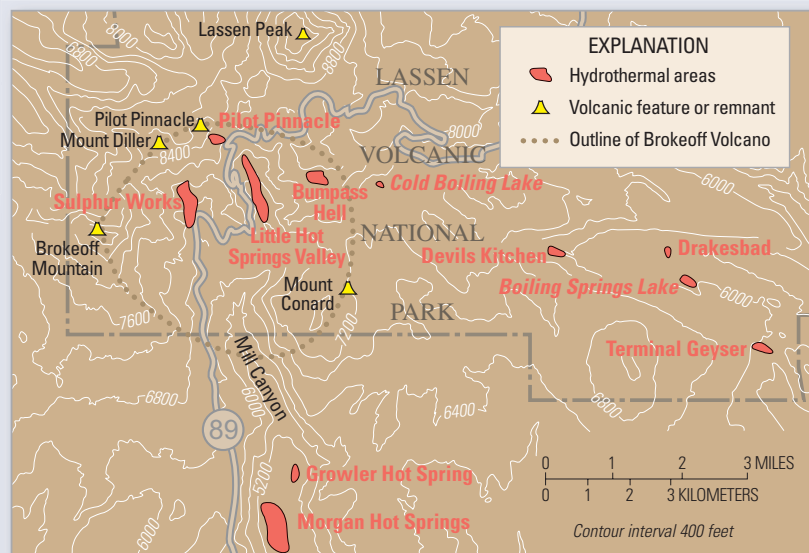 Lassen Peak
6800
8800
EXPLANATION
Hydrothermal areas
Volcanic feature or remnant
Outline of Brokeoff Volcano
LASSEN
Pilot Pinnacle
Pilot Pinnacle
Mount Diller
8400
8000
VOLCANIC
Sulphur Works
Bumpass
Hell
Cold Boiling Lake
Little Hot
Springs Valley
NATIONAL
Brokeoff
Mountain
Devils Kitchen
Drakesbad
Boiling Springs Lake
6000
Mount
Conard
PARK
7600
7200
Terminal Geyser
Mill Canyon
6800
6000
6400
6800
89
5200
Growler Hot Spring
Morgan Hot Springs
6000
0 1 2 3 MILES
0 1 2 3 KILOMETERS
Contour interval 400 feet